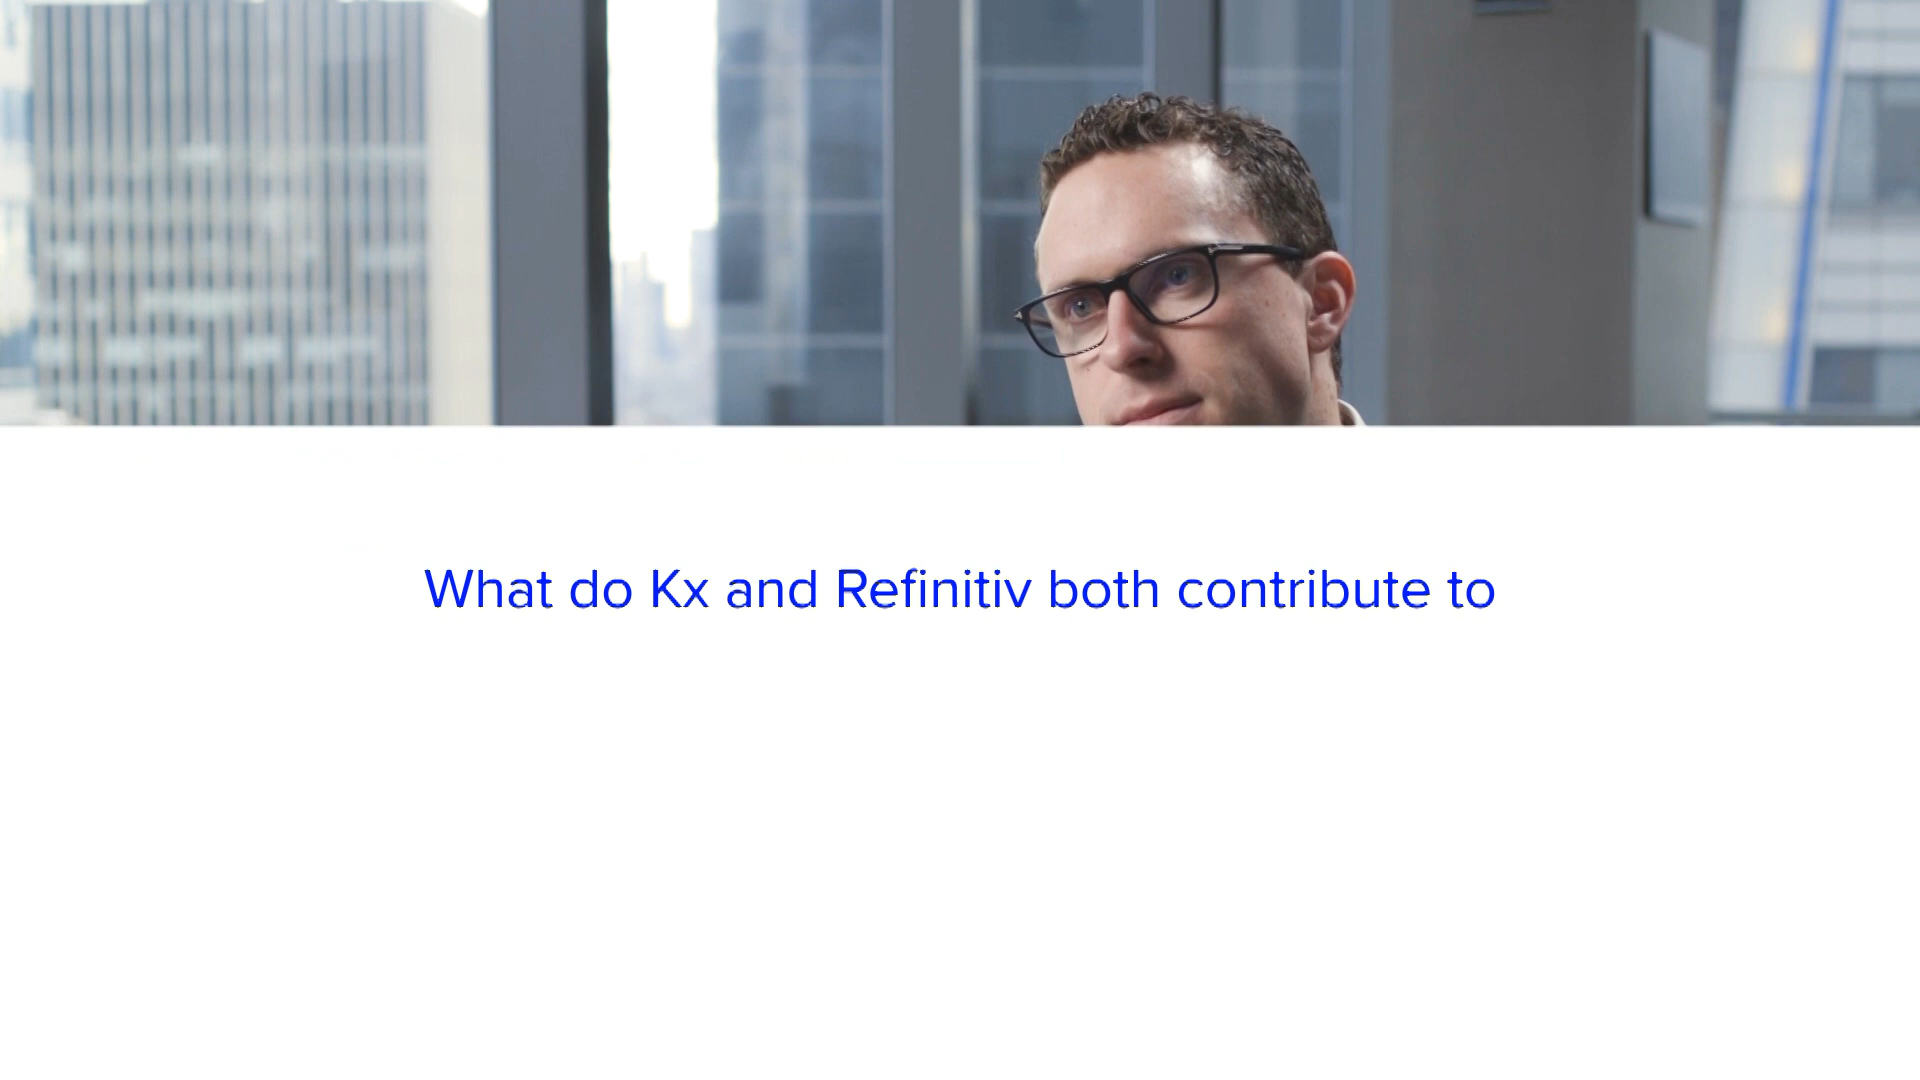 What do Kx and Refinitiv both contribute to